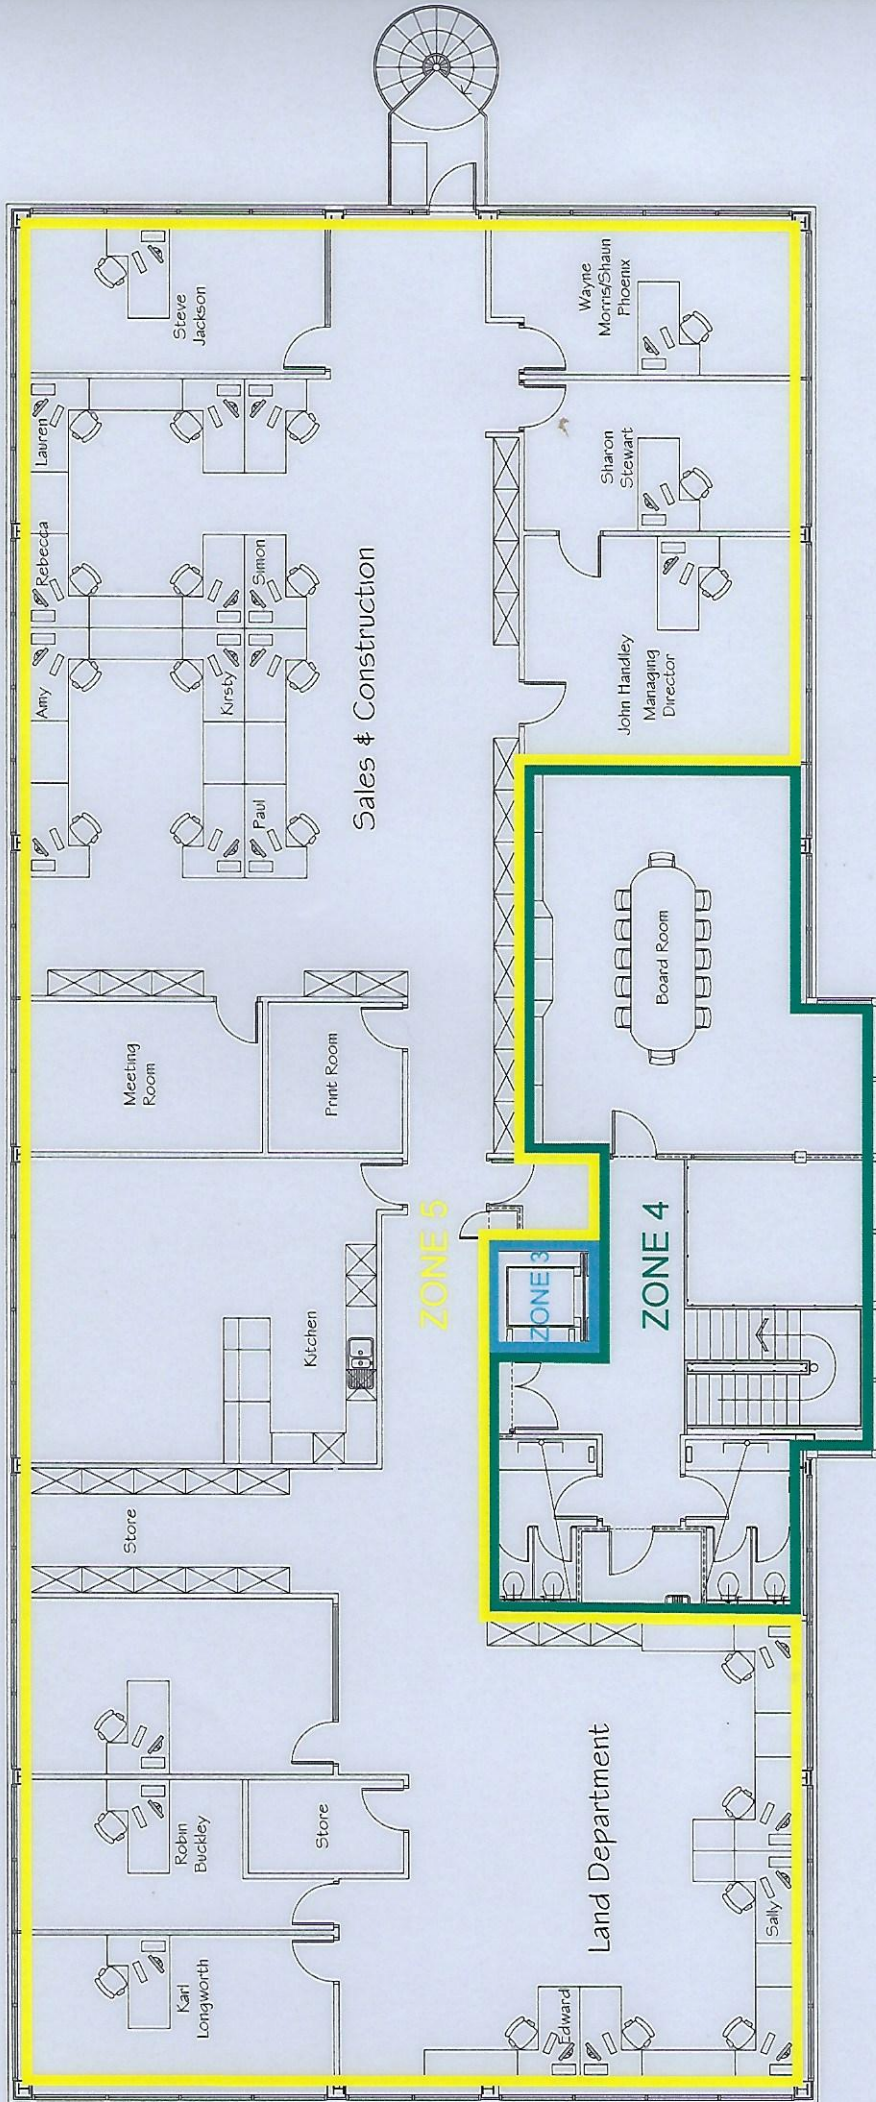 Steve
Jackson
Wayne
Morris/Shaun
Phoenix
Lauren
Sharon
Stewart
Rebecca
Simon
Sales & Construction
John Handley
Managing
Director
Amy
Kirsty
Paul
Board Room
Meeting
Room
Print Room
ZONE 5
ZONE 3
ZONE 4
Kitchen
Store
Robin
Buckley
Store
Land Department
Sally
Karl
Longworth
Edward